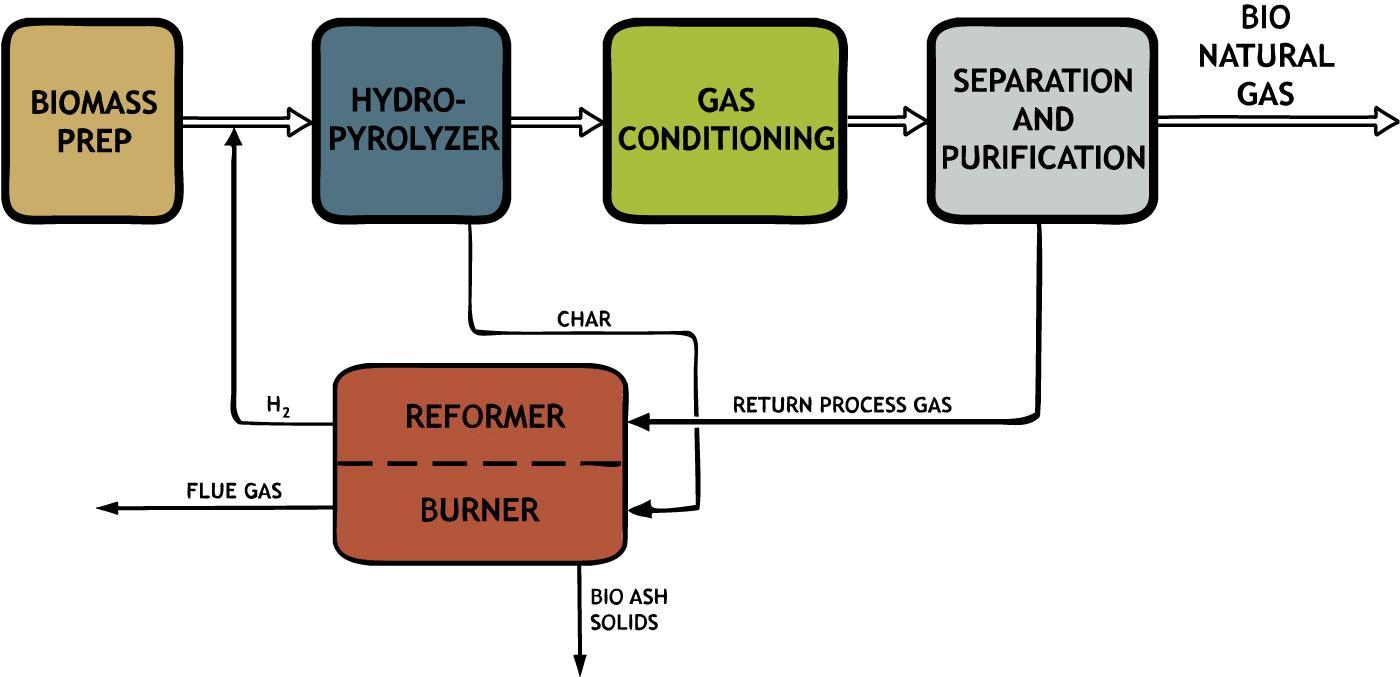 BIOMASS
PREP
HYDRO-
PYROLYZER
GAS
CONDITIONING
SEPARATION
AND
PURIFICATION
BIO
NATURAL
GAS
CHAR
H₂
REFORMER
RETURN PROCESS GAS
FLUE GAS
BURNER
BIO ASH
SOLIDS